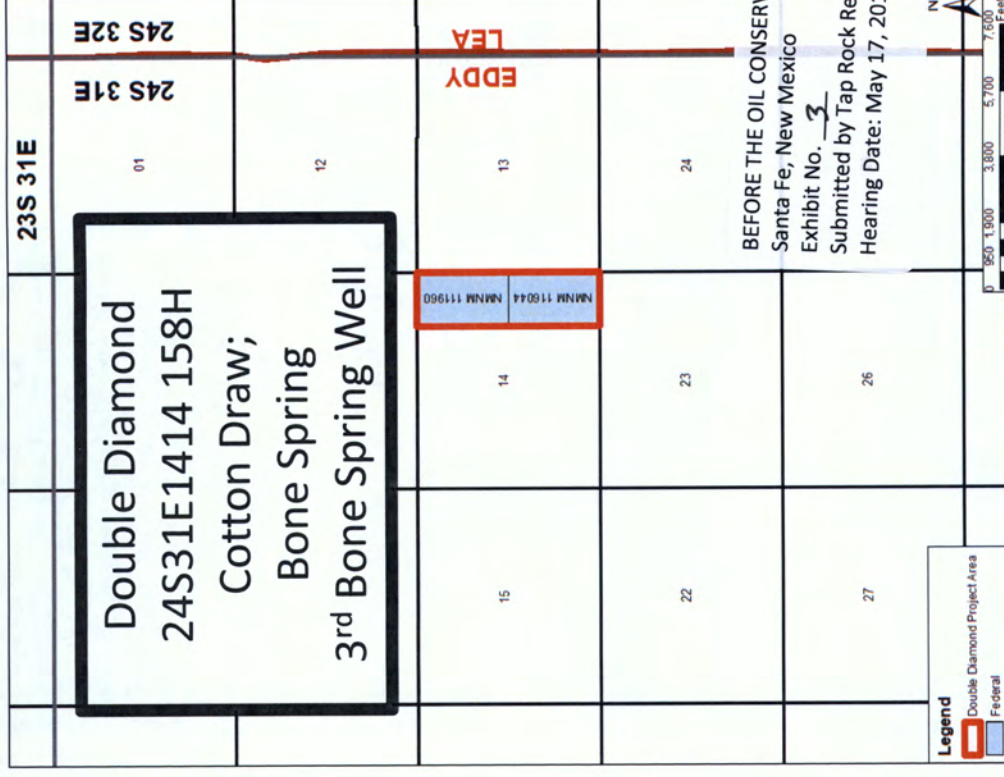 23S 31E
24S 32E
24S 31E
LEA
EDDY
01
12
13
24
Double Diamond
24S31E1414 158H
Cotton Draw;
Bone Spring
3rd Bone Spring Well
NMNM 111960
NMNM 116044
14
23
26
15
22
27
BEFORE THE OIL CONSERV
Santa Fe, New Mexico
Exhibit No. 3
Submitted by Tap Rock Re
Hearing Date: May 17, 201
N
0 950 1,900 3,800 5,700 7,600
Feet
Legend
Double Diamond Project Area
Federal